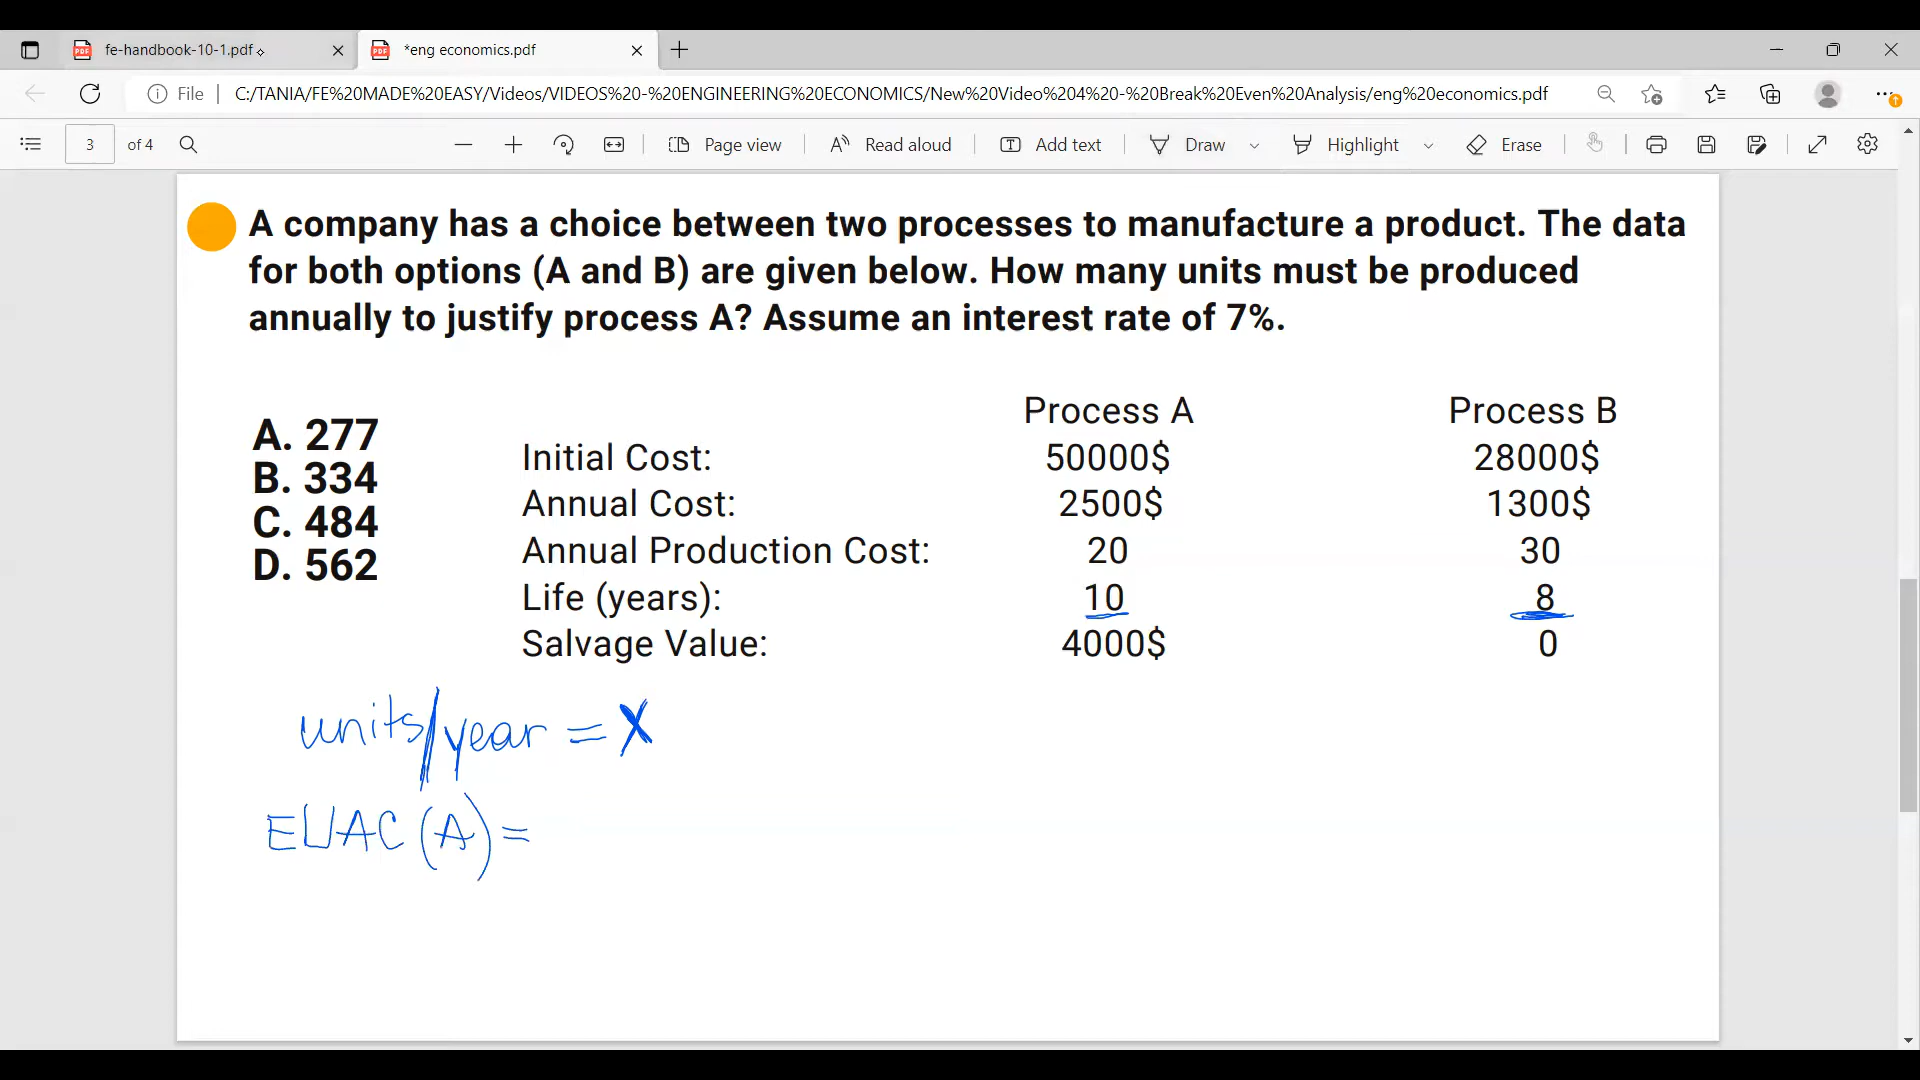 fe-handbook-10-1.pdf
*eng economics.pdf
File
C:/TANIA/FE%20MADE%20EASY/Videos/VIDEOS%20-%20ENGINEERING%20ECONOMICS/New%20Video%204%20-%20Break%20Even%20Analysis/eng%20economics.pdf
3 of 4 Page view Read aloud Add text Draw Highlight Erase
A company has a choice between two processes to manufacture a product. The data
for both options (A and B) are given below. How many units must be produced
annually to justify process A? Assume an interest rate of 7%.
A. 277
B. 334
C. 484
D. 562
Process A Process B
Initial Cost: 50000$ 28000$
Annual Cost: 2500$ 1300$
Annual Production Cost: 20 30
Life (years): 10 8
Salvage Value: 4000$ 0
units/year = X
EUAC (A) =